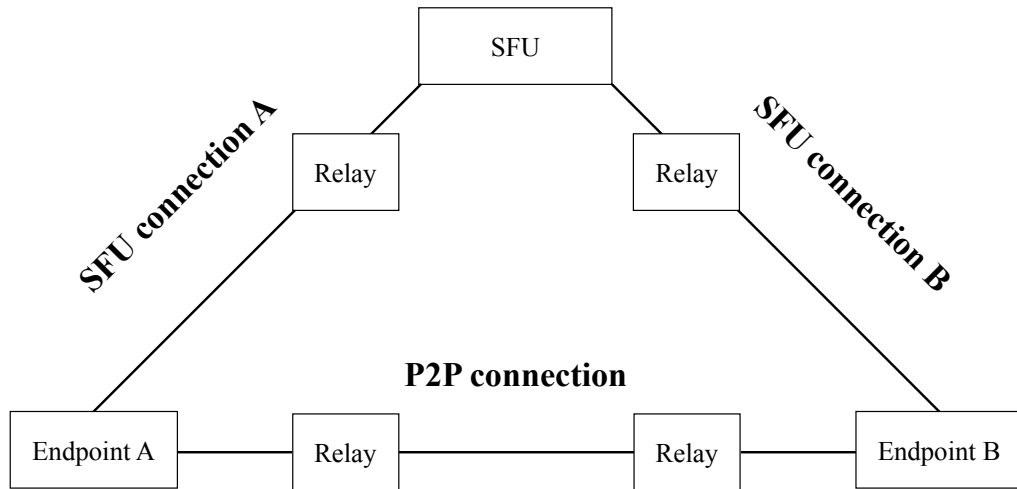 SFU
SFU connection A
SFU connection B
Relay
Relay
P2P connection
Endpoint A
Relay
Relay
Endpoint B